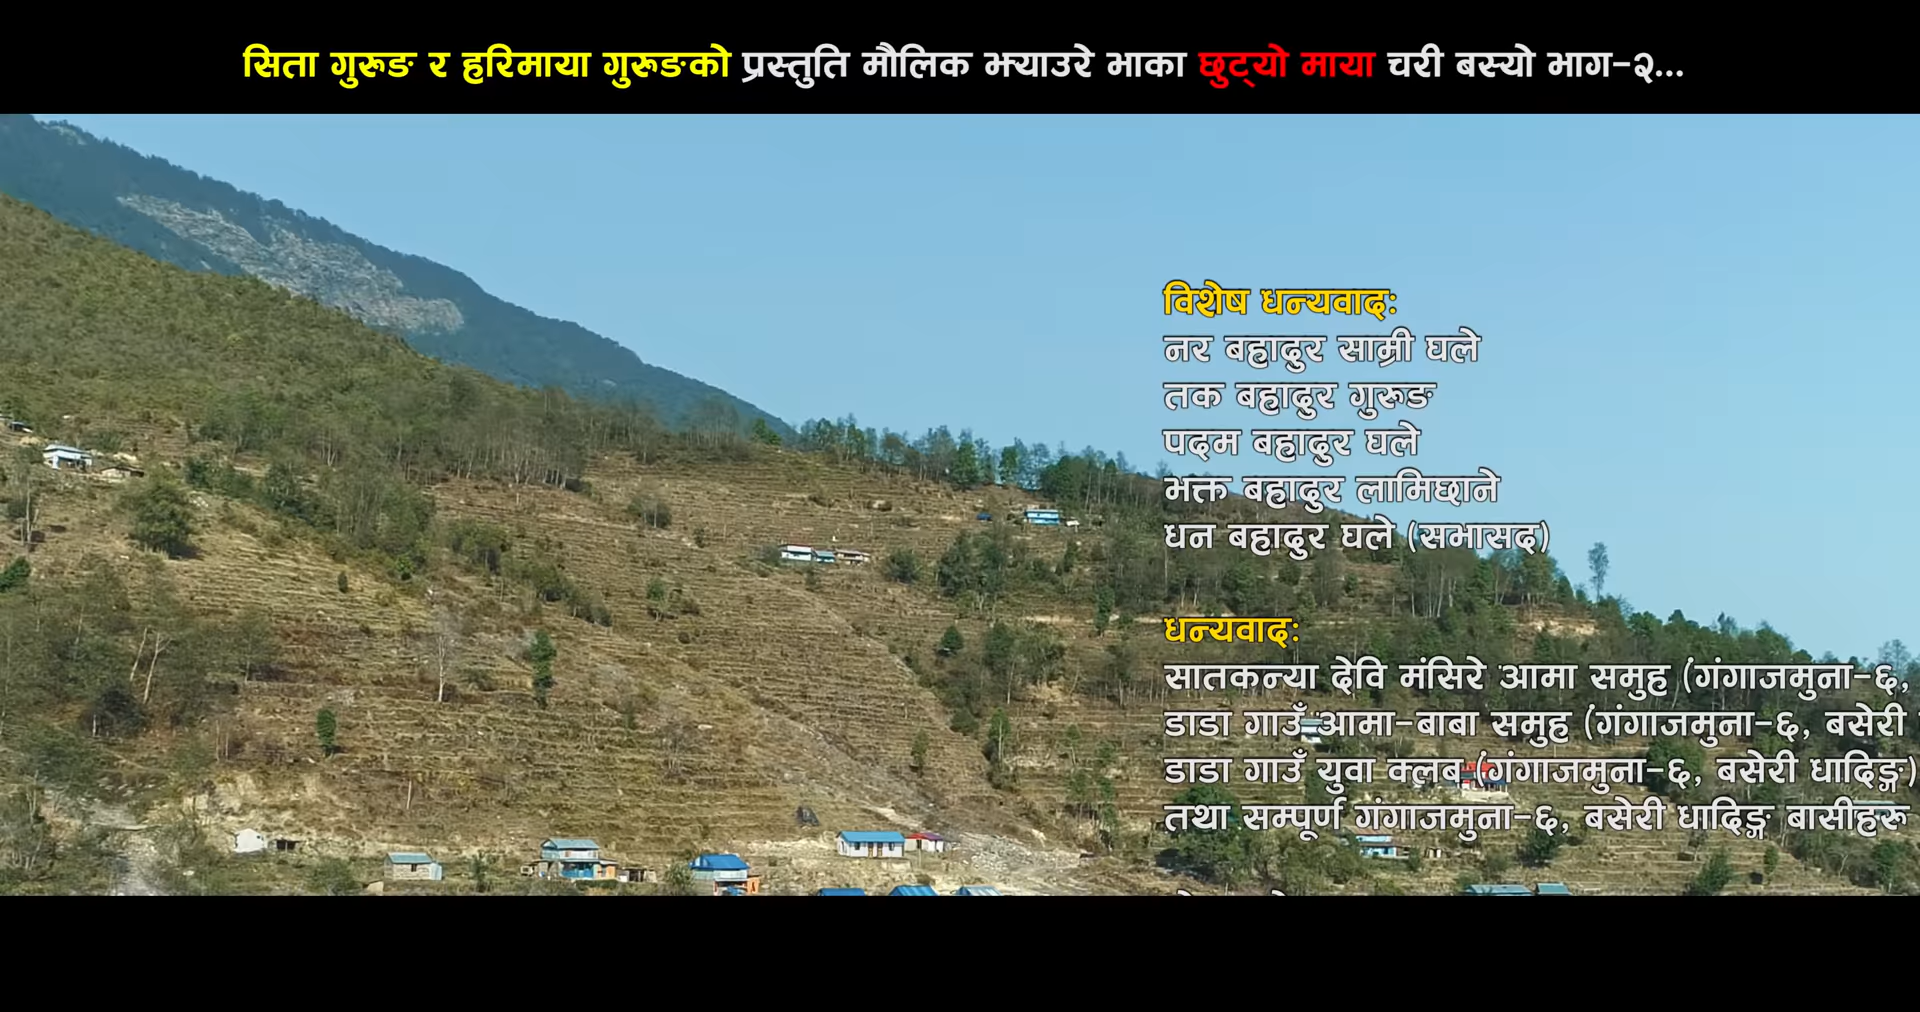 सिता गुरूङ र हरिमाया गुरूङको प्रस्तुति मौलिक झ्याउरे भाका छुट्यो माया चरी बस्यो भाग-२...
विशेष धन्यवाद:
नर बहादुर साम्री घले
तक बहादुर गुरूङ
पदम बहादुर घले
भक्त बहादुर लामिछाने
धन बहादुर घले (सभासद)
धन्यवाद:
सातकन्या देवि मंसिरे आमा समुह (गंगाजमुना-६,
डाडा गाउँ आमा-बाबा समुह (गंगाजमुना-६, बसेरी
डाडा गाउँ युवा क्लब (गंगाजमुना-६, बसेरी धादिङ्ग)
तथा सम्पूर्ण गंगाजमुना-६, बसेरी धादिङ्ग बासीहरू